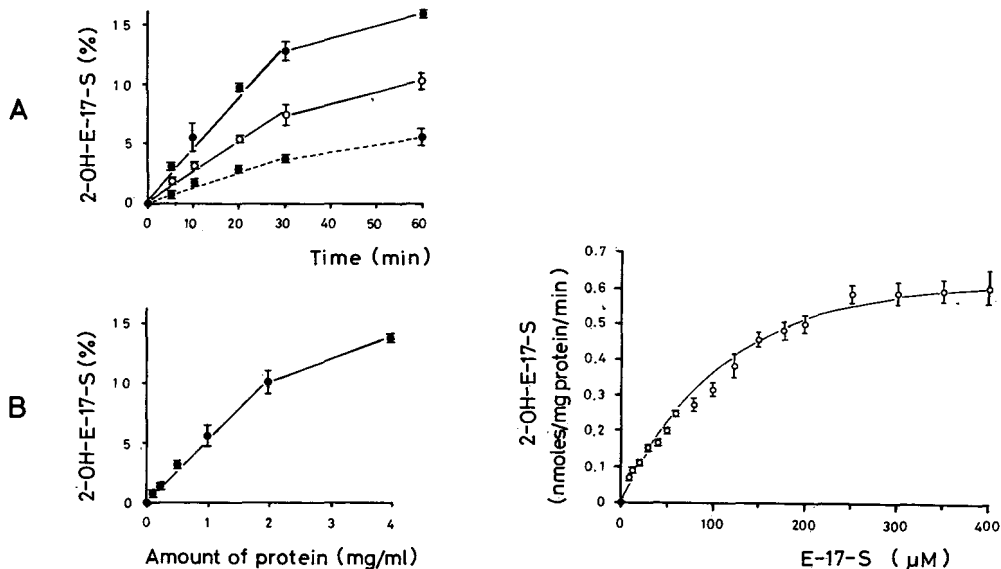 A
2-OH-E-17-S (%)
15
10
5
0
0 10 20 30 40 50 60
Time (min)
B
2-OH-E-17-S (%)
15
10
5
0
0 1 2 3 4
Amount of protein (mg/ml)
2-OH-E-17-S
(nmoles/mg protein/min)
0.7
0.6
0.5
0.4
0.3
0.2
0.1
0
0 100 200 300 400
E-17-S (µM)